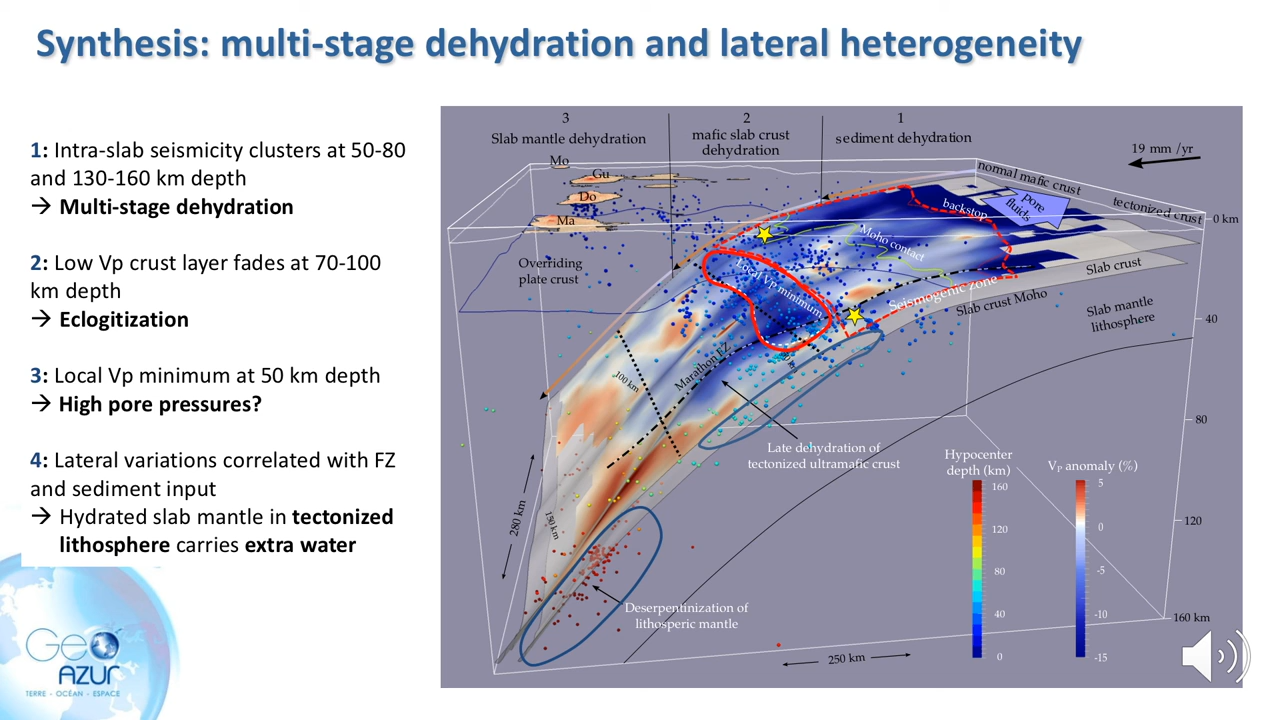 Synthesis: multi-stage dehydration and lateral heterogeneity
1: Intra-slab seismicity clusters at 50-80
and 130-160 km depth
→ Multi-stage dehydration
2: Low Vp crust layer fades at 70-100
km depth
→ Eclogitization
3: Local Vp minimum at 50 km depth
→ High pore pressures?
4: Lateral variations correlated with FZ
and sediment input
→ Hydrated slab mantle in tectonized
lithosphere carries extra water
GeO
AZUR
TERRE - OCÉAN - ESPACE
3
Slab mantle dehydration
2
mafic slab crust
dehydration
1
sediment dehydration
19 mm /yr
Mo
Gu
Do
Ma
normal mafic crust
tectonized crust
pore
fluids
backstop
0 km
Moho contact
Overriding
plate crust
Local Vp minimum
Slab crust
Seismogenic zone
Slab crust Moho
Slab mantle
lithosphere
40
Marathon FZ
100 km
80
Late dehydration of
tectonized ultramafic crust
Hypocenter
depth (km)
160
120
80
40
0
VP anomaly (%)
5
0
-5
-10
-15
280 km
150 km
120
Deserpentinization of
lithosperic mantle
160 km
250 km